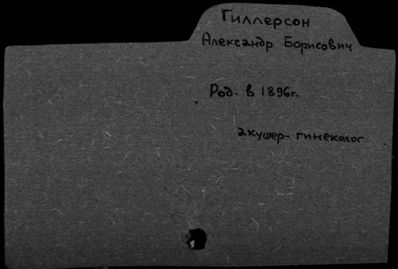 Гиллерсон
Александр Борисович
Род. в 1896г.
акушер-гинеколог